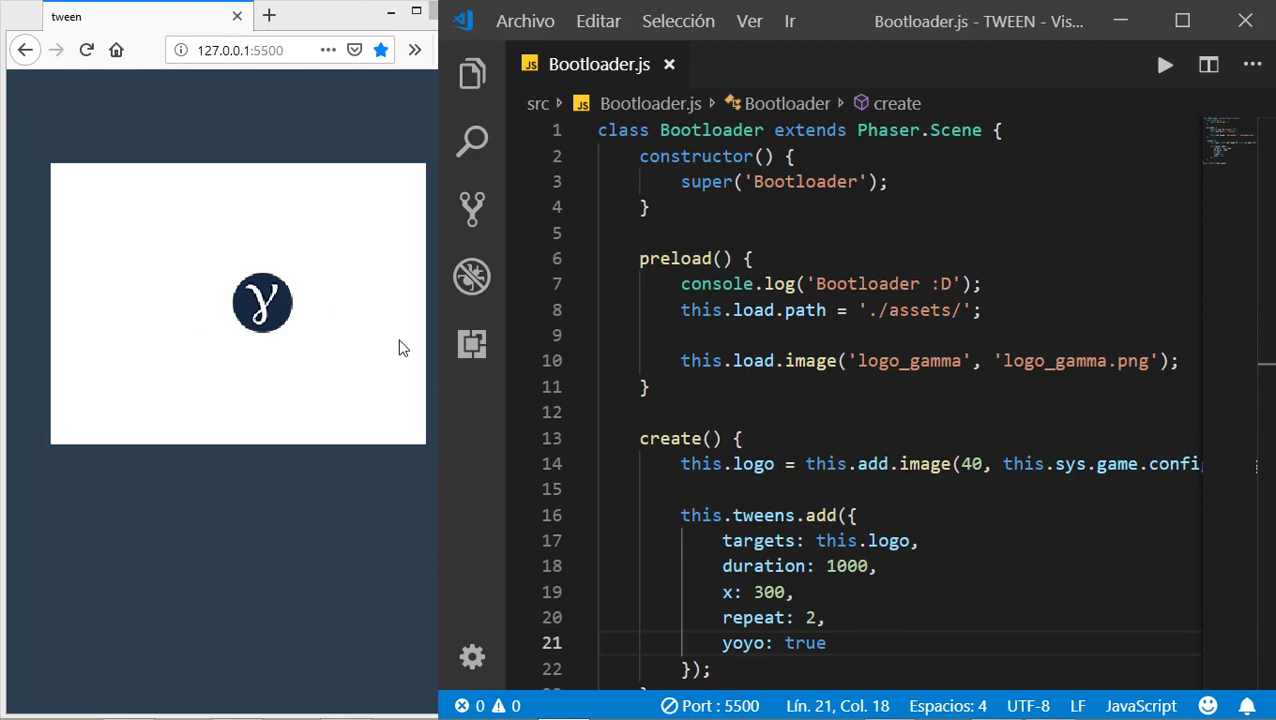 tween
127.0.0.1:5500
γ
Archivo Editar Selección Ver Ir Bootloader.js - TWEEN - Vis...
JS Bootloader.js
src > JS Bootloader.js > Bootloader > create
1 class Bootloader extends Phaser.Scene {
2 constructor() {
3 super('Bootloader');
4 }
5
6 preload() {
7 console.log('Bootloader :D');
8 this.load.path = './assets/';
9
10 this.load.image('logo_gamma', 'logo_gamma.png');
11 }
12
13 create() {
14 this.logo = this.add.image(40, this.sys.game.confi
15
16 this.tweens.add({
17 targets: this.logo,
18 duration: 1000,
19 x: 300,
20 repeat: 2,
21 yoyo: true
22 });
0 0 Port : 5500 Lín. 21, Col. 18 Espacios: 4 UTF-8 LF JavaScript